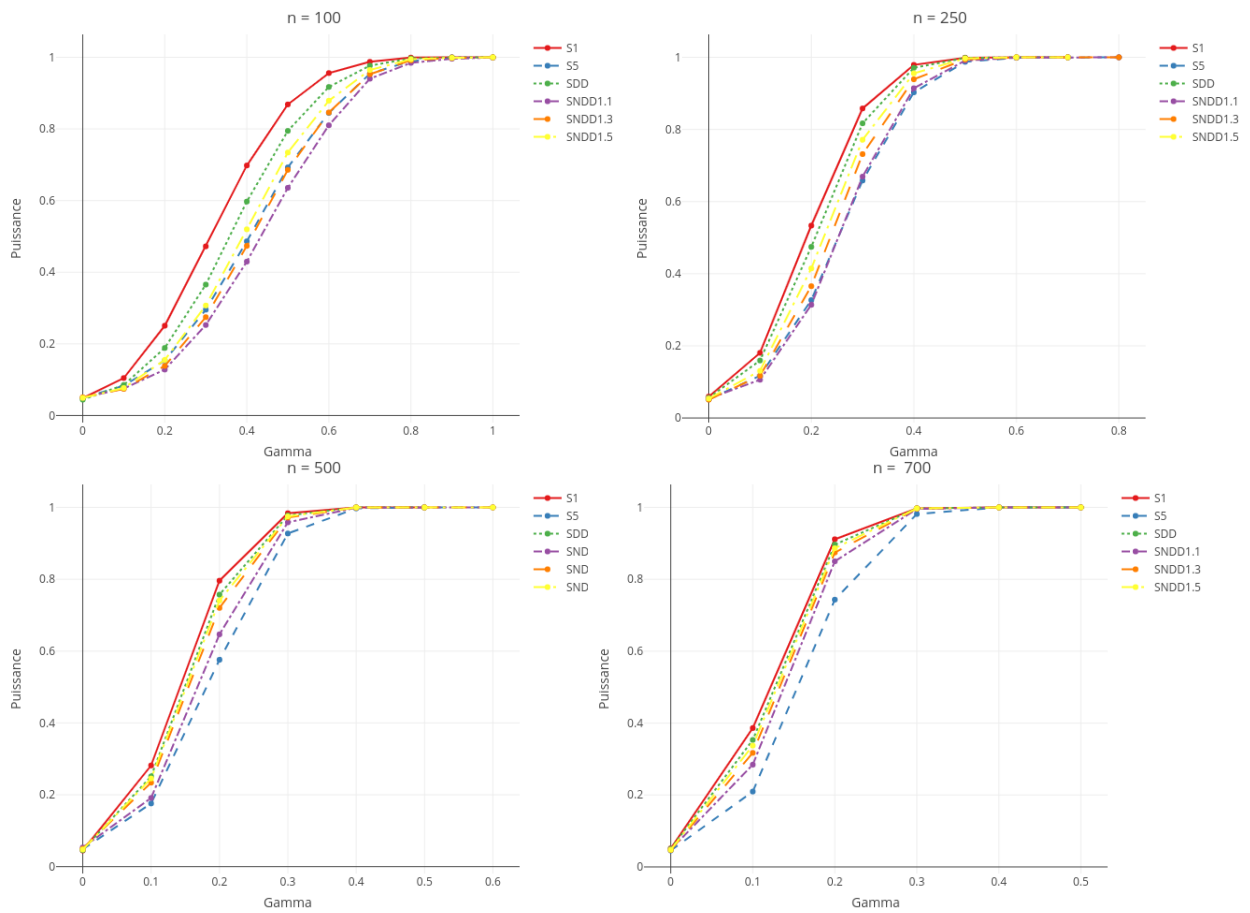 n = 100
1
0.8
0.6
0.4
0.2
0
Puissance
0
0.2
0.4
0.6
0.8
1
Gamma
S1
S5
SDD
SNDD1.1
SNDD1.3
SNDD1.5
n = 250
1
0.8
0.6
0.4
0.2
0
Puissance
0
0.2
0.4
0.6
0.8
Gamma
S1
S5
SDD
SNDD1.1
SNDD1.3
SNDD1.5
n = 500
1
0.8
0.6
0.4
0.2
0
Puissance
0
0.1
0.2
0.3
0.4
0.5
0.6
Gamma
S1
S5
SDD
SND
SND
SND
n = 700
1
0.8
0.6
0.4
0.2
0
Puissance
0
0.1
0.2
0.3
0.4
0.5
Gamma
S1
S5
SDD
SNDD1.1
SNDD1.3
SNDD1.5